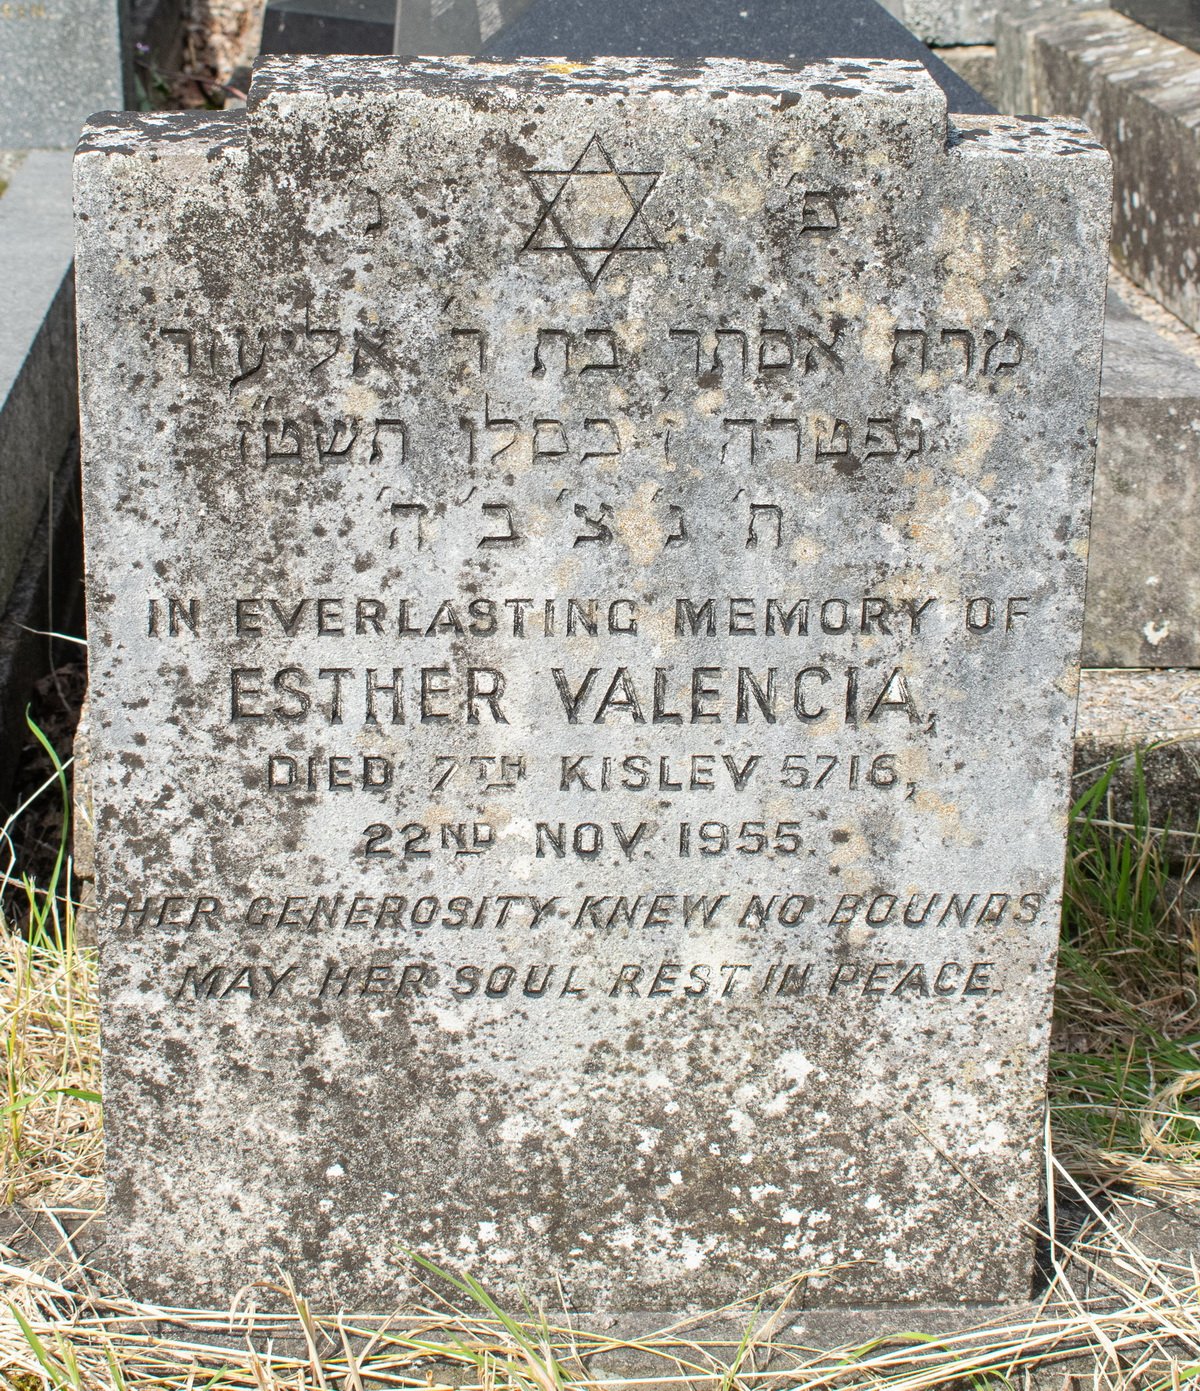 פ׳ נ׳
מרת אסתר בת ר׳ אליעזר
נפטרה ז׳ כסלו תשט״ז
ת׳ נ׳ צ׳ ב׳ ה׳
IN EVERLASTING MEMORY OF
ESTHER VALENCIA,
DIED 7TH KISLEV 5716,
22ND NOV. 1955.
HER GENEROSITY KNEW NO BOUNDS
MAY HER SOUL REST IN PEACE.